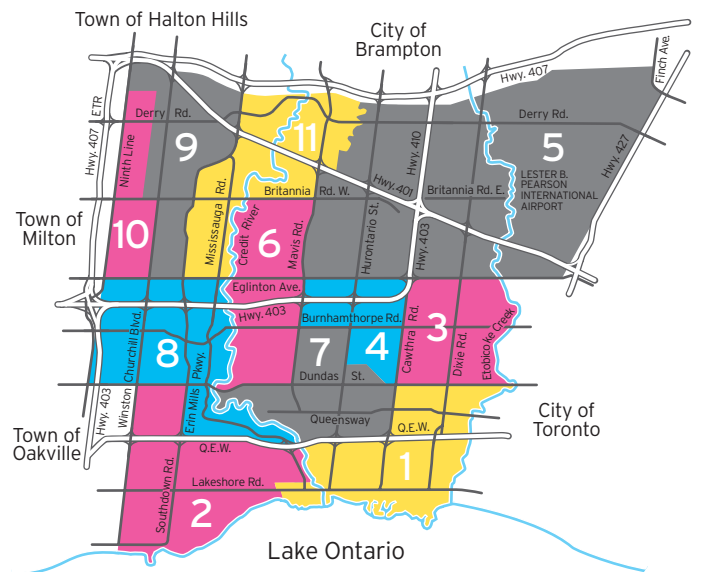 Town of Halton Hills
City of
Brampton
Hwy. 407
Finch Ave.
Hwy. 407 ETR
Derry Rd.
Derry Rd.
11
9
5
Ninth Line
Hwy. 410
Hwy. 427
LESTER B.
PEARSON
INTERNATIONAL
AIRPORT
Hwy. 401
Britannia Rd. W.
Britannia Rd. E.
Mississauga Rd.
Credit River
Mavis Rd.
Hurontario St.
Hwy. 403
Town of
Milton
10
6
Eglinton Ave.
Hwy. 403
Burnhamthorpe Rd.
Cawthra Rd.
3
Dixie Rd.
Etobicoke Creek
Winston Churchill Blvd.
8
Erin Mills Pkwy.
7
4
Dundas St.
Hwy. 403
Queensway
Q.E.W.
City of
Toronto
Town of
Oakville
Q.E.W.
1
Southdown Rd.
Lakeshore Rd.
2
Lake Ontario